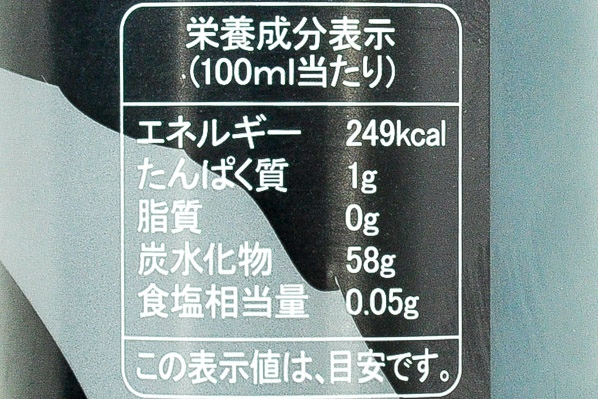 栄養成分表示
(100ml当たり)
エネルギー 249kcal
たんぱく質 1g
脂質 0g
炭水化物 58g
食塩相当量 0.05g
この表示値は、目安です。